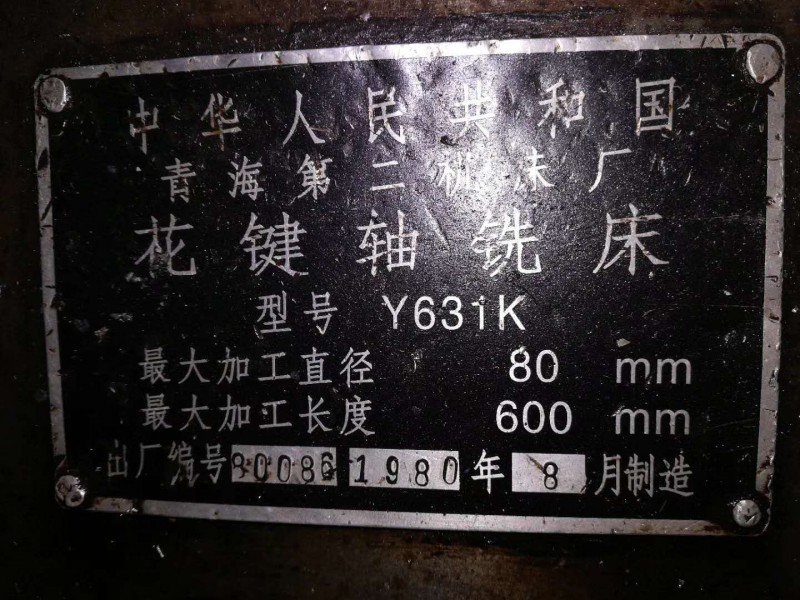 中华人民共和国
青海第二机床厂
花键轴铣床
型号 Y631K
最大加工直径 80 mm
最大加工长度 600 mm
出厂编号 80086 1980 年 8 月制造